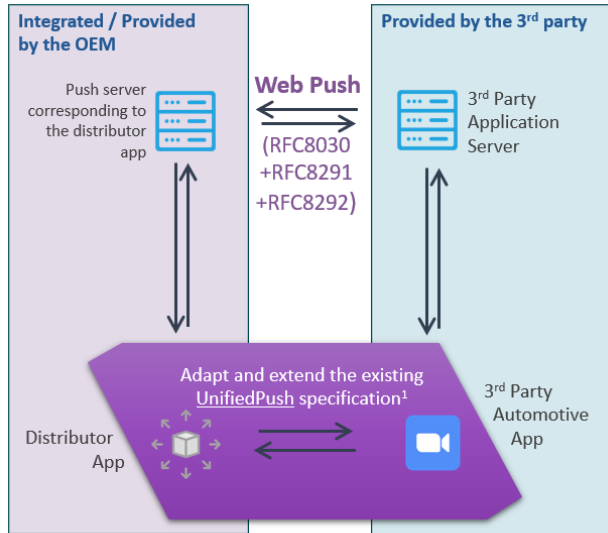 Integrated / Provided
by the OEM
Provided by the 3rd party
Push server
corresponding to
the distributor
app
Web Push
(RFC8030
+RFC8291
+RFC8292)
3rd Party
Application
Server
Adapt and extend the existing
UnifiedPush specification1
Distributor
App
3rd Party
Automotive
App